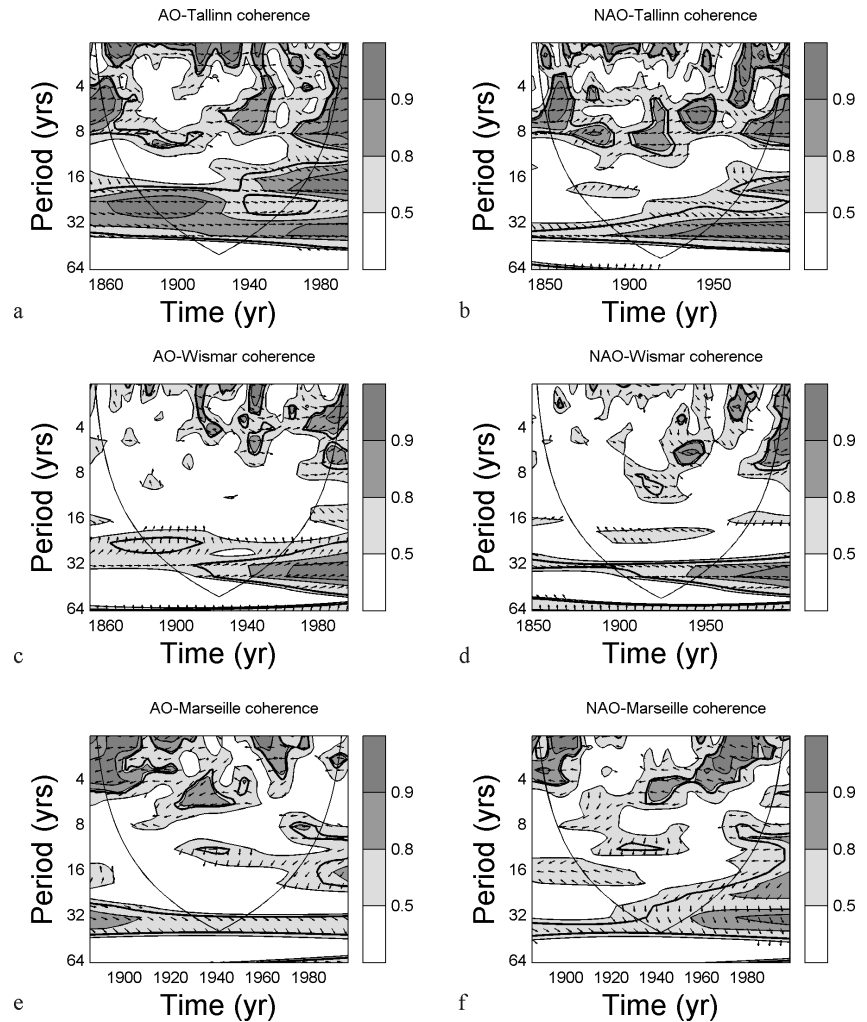 AO-Tallinn coherence
Period (yrs)
4
8
16
32
64
1860 1900 1940 1980
Time (yr)
0.9
0.8
0.5
a
NAO-Tallinn coherence
Period (yrs)
4
8
16
32
64
1850 1900 1950
Time (yr)
0.9
0.8
0.5
b
AO-Wismar coherence
Period (yrs)
4
8
16
32
64
1860 1900 1940 1980
Time (yr)
0.9
0.8
0.5
c
NAO-Wismar coherence
Period (yrs)
4
8
16
32
64
1850 1900 1950
Time (yr)
0.9
0.8
0.5
d
AO-Marseille coherence
Period (yrs)
4
8
16
32
64
1900 1920 1940 1960 1980
Time (yr)
0.9
0.8
0.5
e
NAO-Marseille coherence
Period (yrs)
4
8
16
32
64
1900 1920 1940 1960 1980
Time (yr)
0.9
0.8
0.5
f